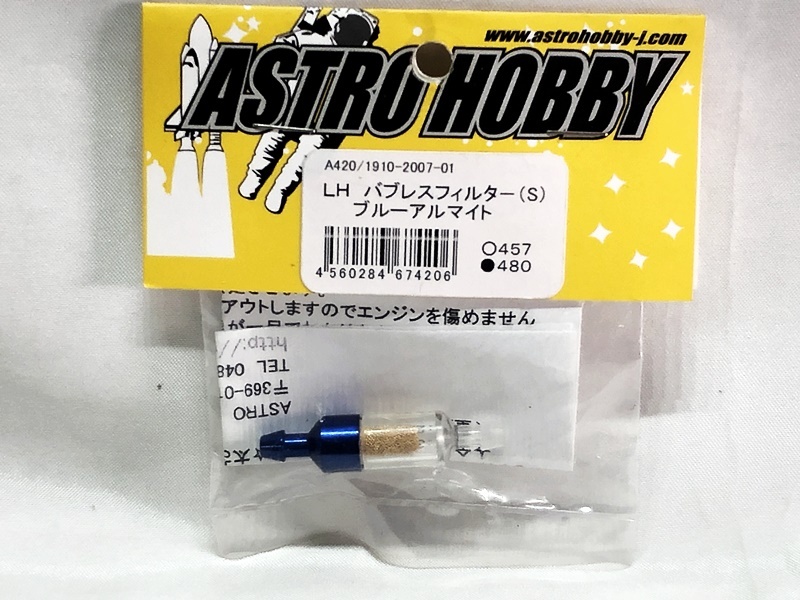 www.astrohobby-j.com
ASTRO HOBBY
A420/1910-2007-01
LH バブレスフィルター(S)
ブルーアルマイト
○457
●480
4 560284 674206
アウトしますのでエンジンを傷めません
http://
TEL 048
〒369-0
ASTRO